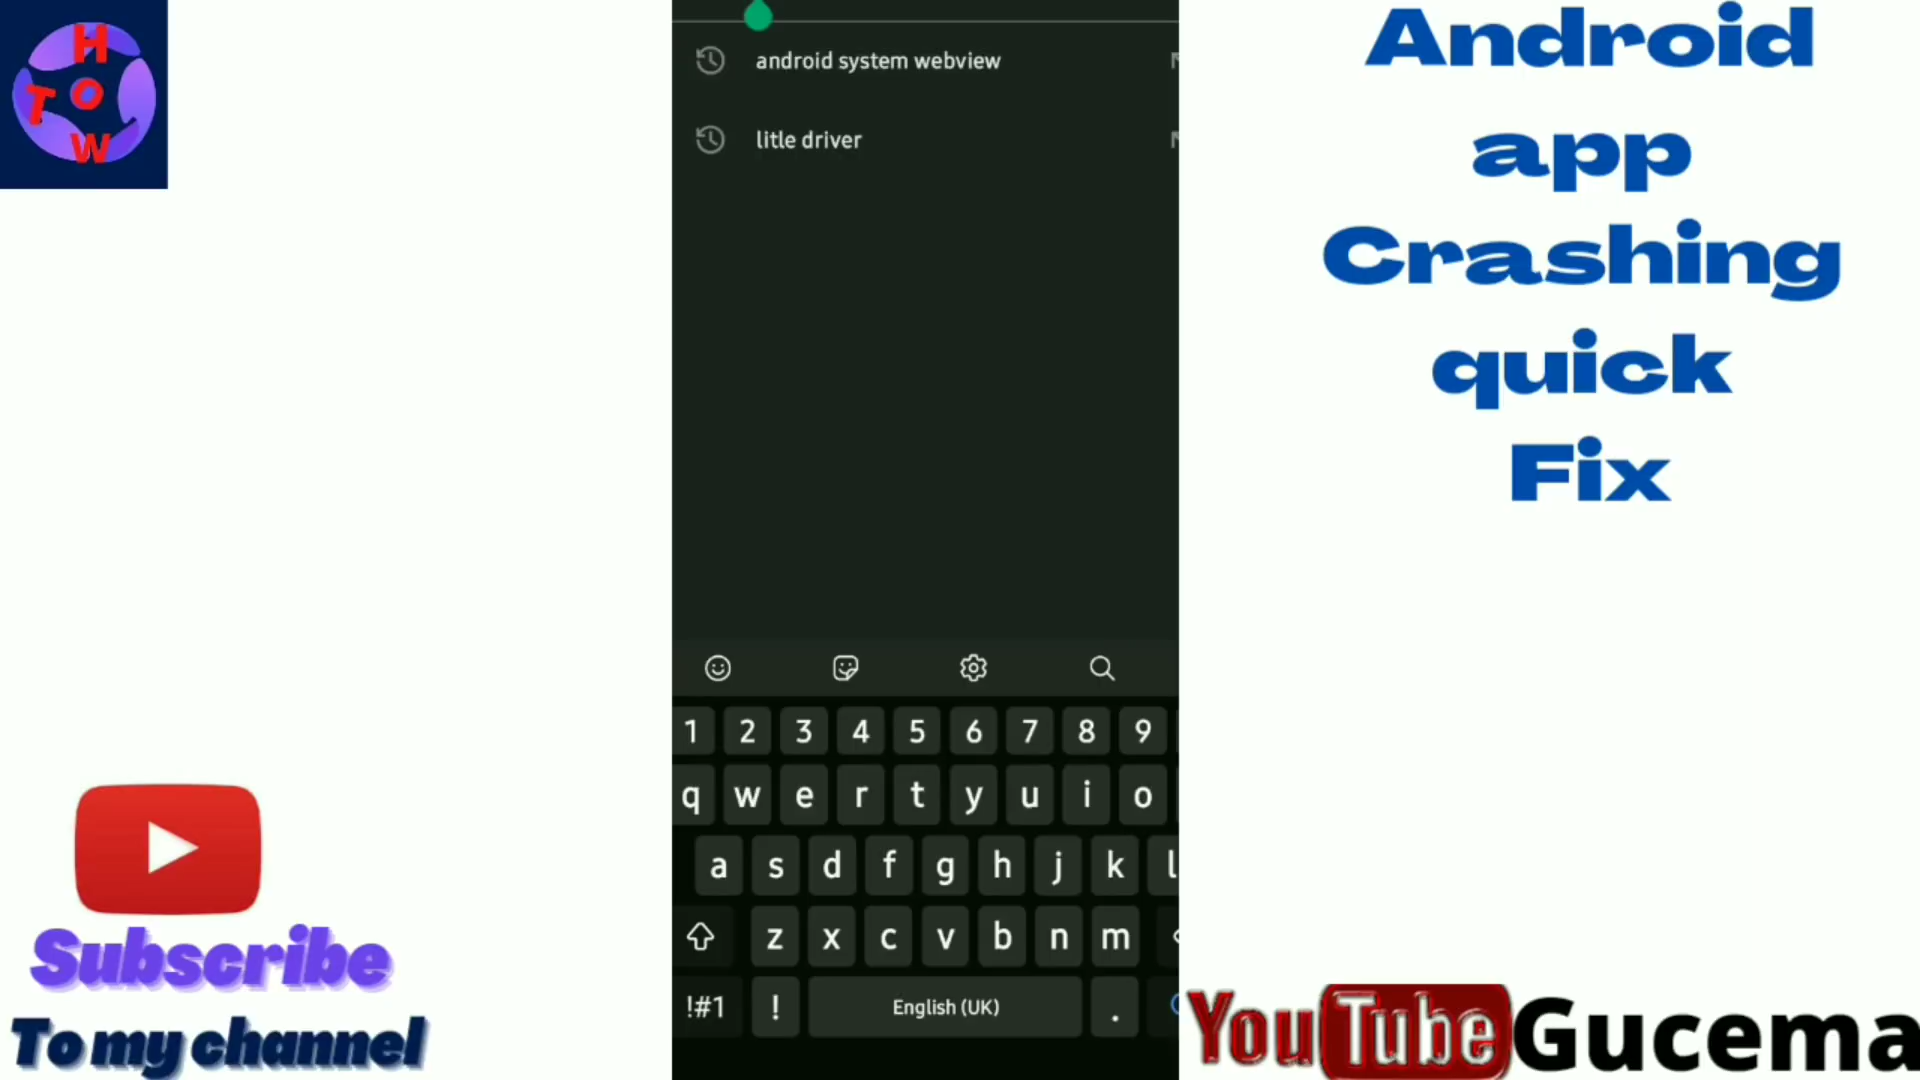 H
T O
W
android system webview
litle driver
1 2 3 4 5 6 7 8 9
q w e r t y u i o
a s d f g h j k l
z x c v b n m
!#1 ! English (UK) .
Android
app
Crashing
quick
Fix
Subscribe
To my channel
YouTube Gucema